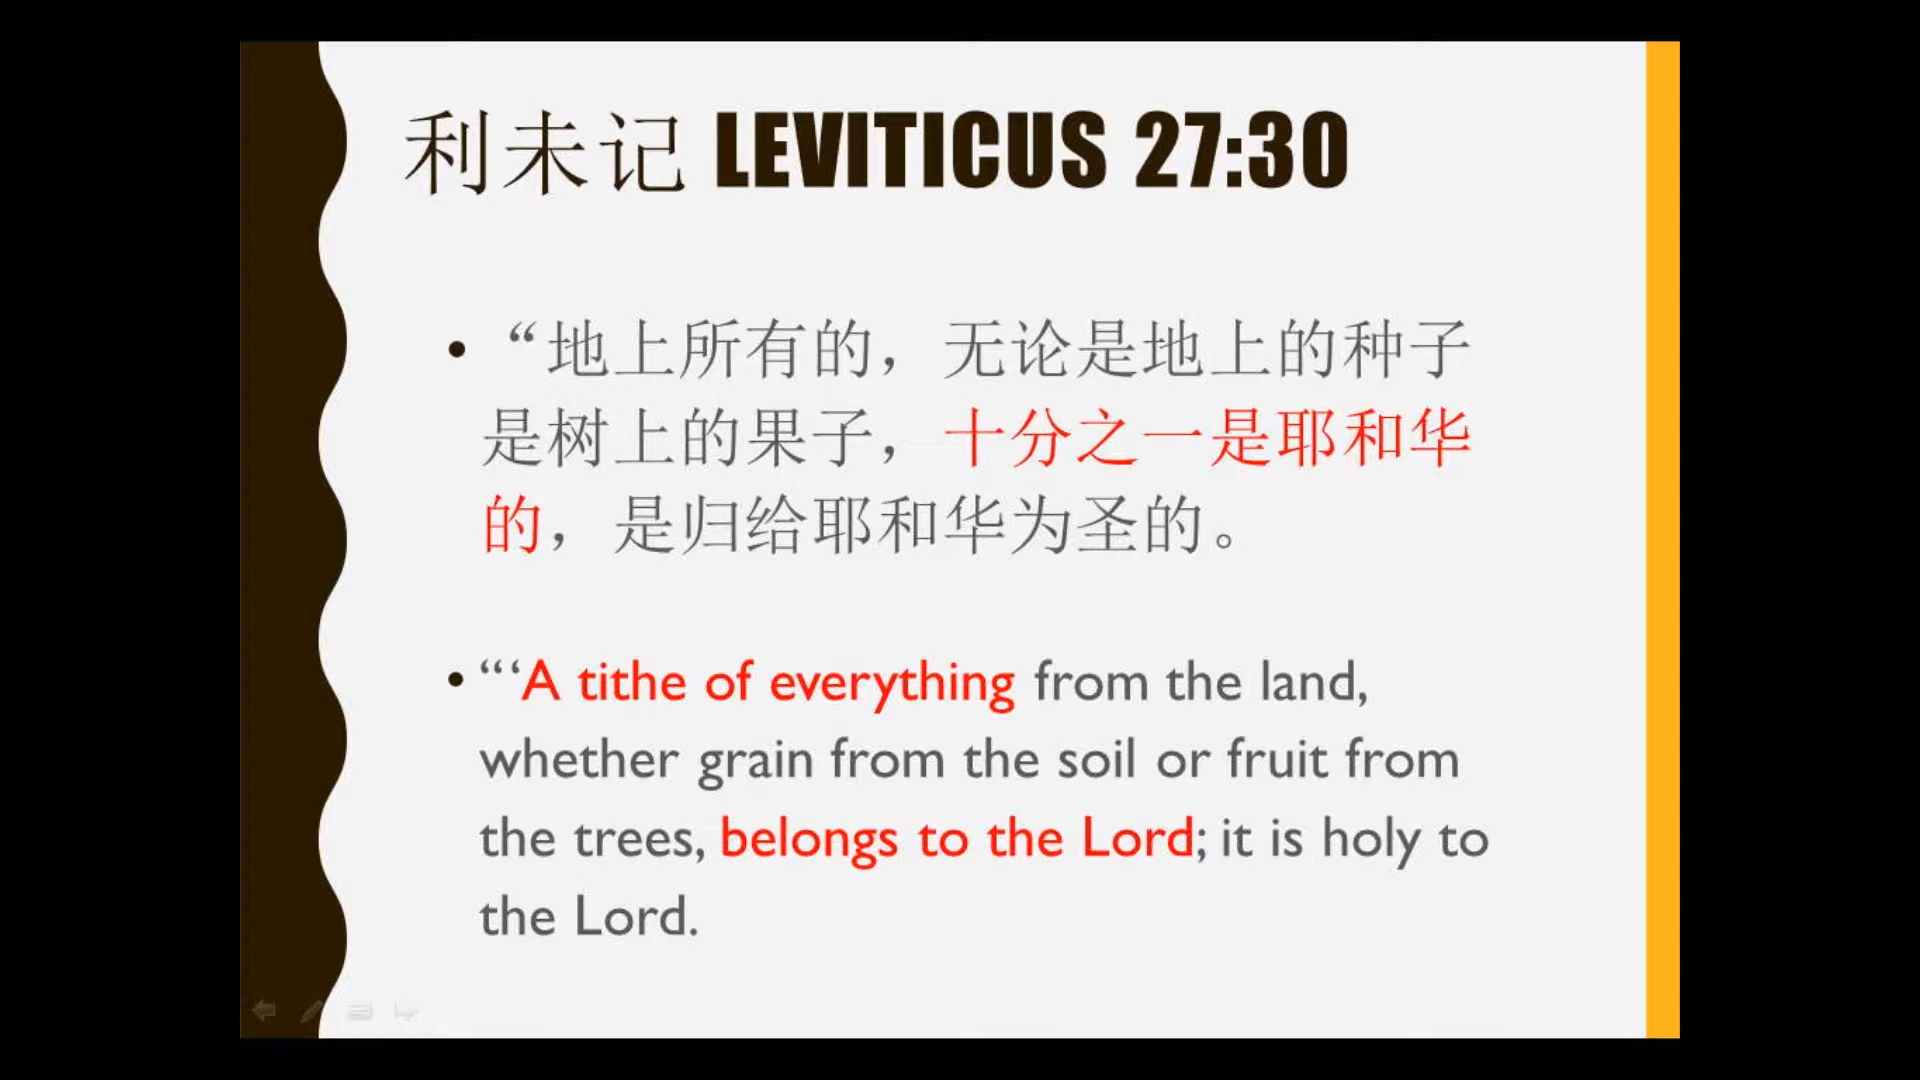 利未记 LEVITICUS 27:30
• “地上所有的，无论是地上的种子
是树上的果子，十分之一是耶和华
的，是归给耶和华为圣的。
• “‘A tithe of everything from the land,
whether grain from the soil or fruit from
the trees, belongs to the Lord; it is holy to
the Lord.